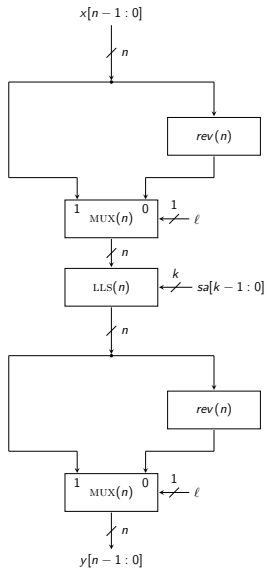 x[n − 1 : 0]
n
rev(n)
1 0
MUX(n)
1
ℓ
n
LLS(n)
k
sa[k − 1 : 0]
n
rev(n)
1 0
MUX(n)
1
ℓ
n
y[n − 1 : 0]